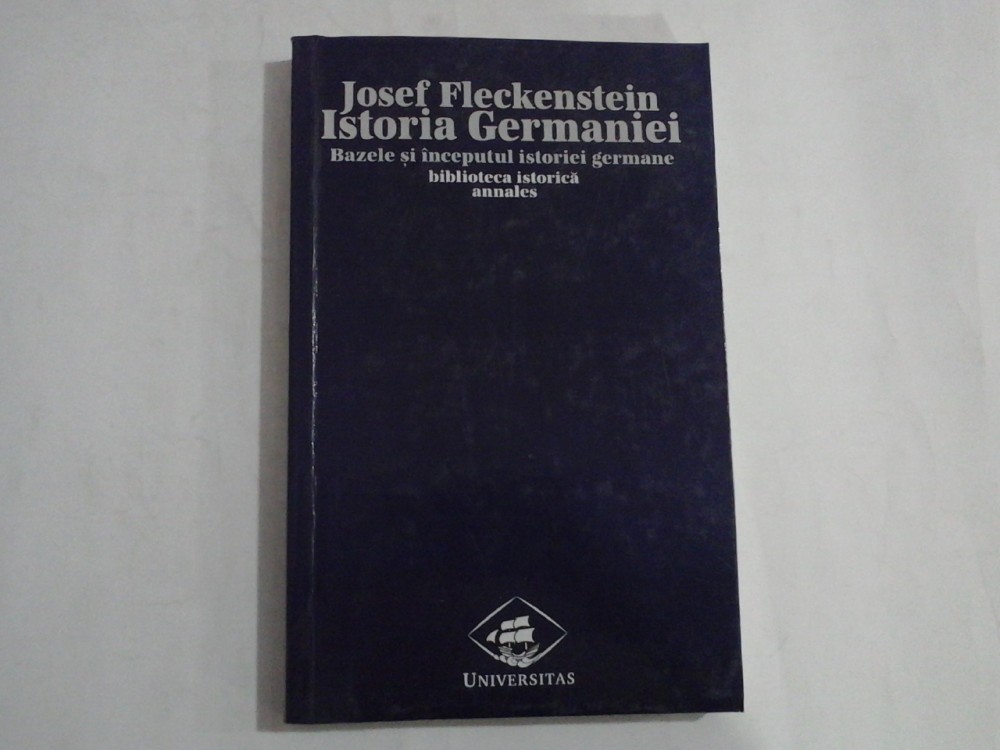 Josef Fleckenstein
Istoria Germaniei
Bazele și începutul istoriei germane
biblioteca istorică
annales
UNIVERSITAS